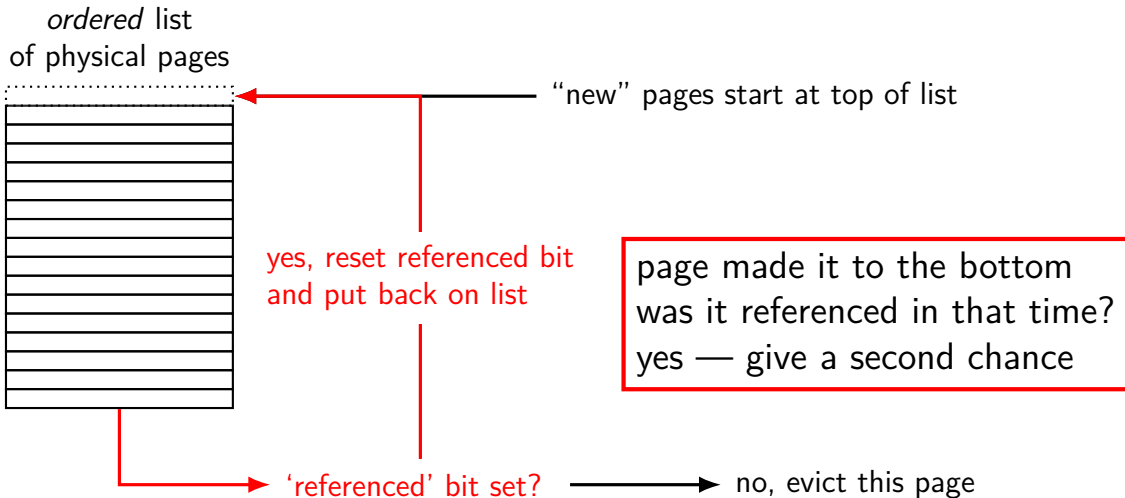 ordered list
of physical pages
“new” pages start at top of list
yes, reset referenced bit
and put back on list
page made it to the bottom
was it referenced in that time?
yes — give a second chance
‘referenced’ bit set?
no, evict this page